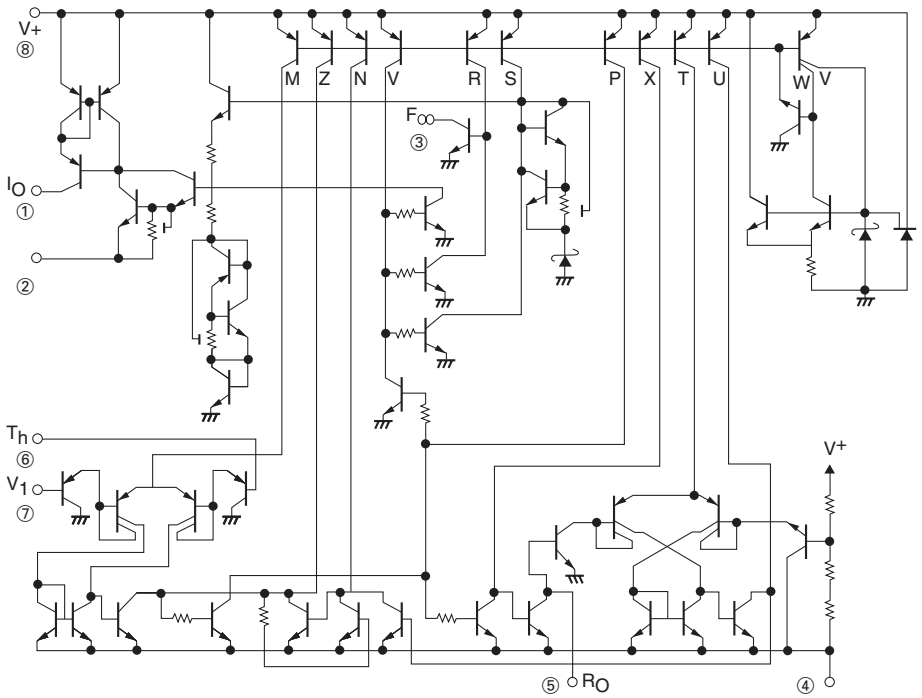 V+
⑧
M Z N V R S P X T U W V
F
③
IO
①
②
Th
⑥
V1
⑦
V+
⑤ RO
④